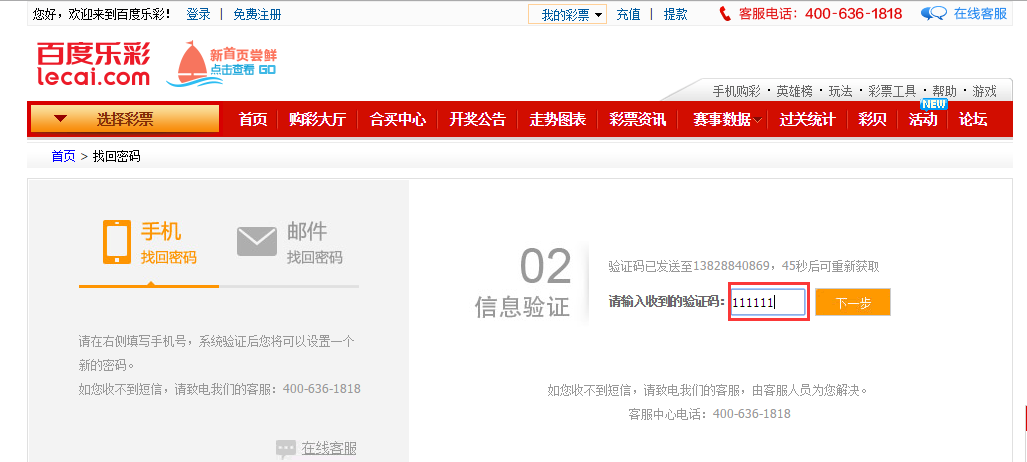 您好，欢迎来到百度乐彩！ 登录 | 免费注册 我的彩票 充值 | 提款 客服电话：400-636-1818 在线客服
百度乐彩
lecai.com
新首页尝鲜
点击查看 GO
手机购彩 · 英雄榜 · 玩法 · 彩票工具 · 帮助 · 游戏
NEW
选择彩票 首页 购彩大厅 合买中心 开奖公告 走势图表 彩票资讯 赛事数据 过关统计 彩贝 活动 论坛
首页 > 找回密码
手机
找回密码
邮件
找回密码
请在右侧填写手机号，系统验证后您将可以设置一个
新的密码。
如您收不到短信，请致电我们的客服：400-636-1818
在线客服
02
信息验证
验证码已发送至13828840869，45秒后可重新获取
请输入收到的验证码：111111 下一步
如您收不到短信，请致电我们的客服，由客服人员为您解决。
客服中心电话：400-636-1818